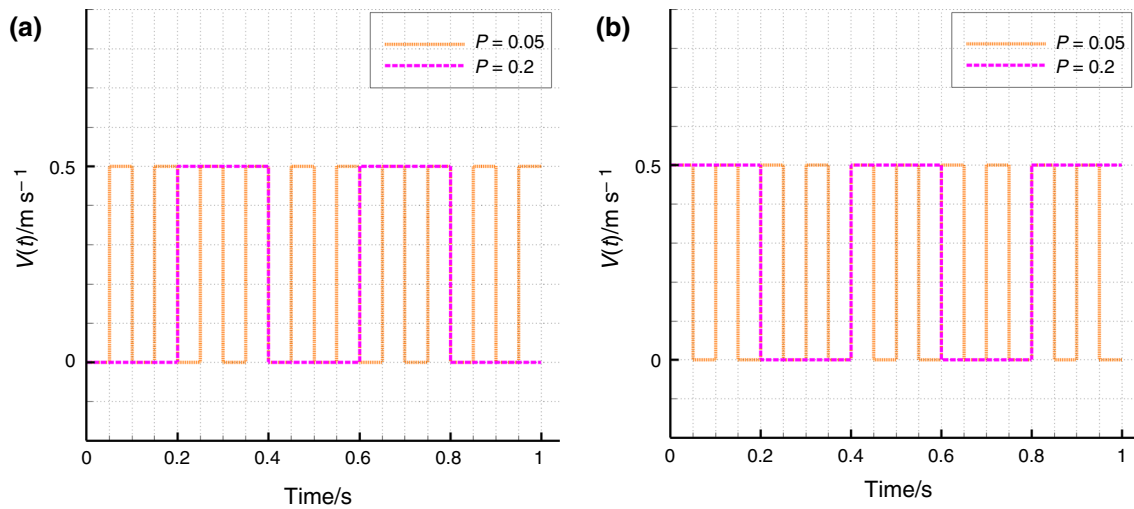 (a)
P = 0.05
P = 0.2
0.5
0
V(t)/m s⁻¹
0 0.2 0.4 0.6 0.8 1
Time/s
(b)
P = 0.05
P = 0.2
0.5
0
V(t)/m s⁻¹
0 0.2 0.4 0.6 0.8 1
Time/s